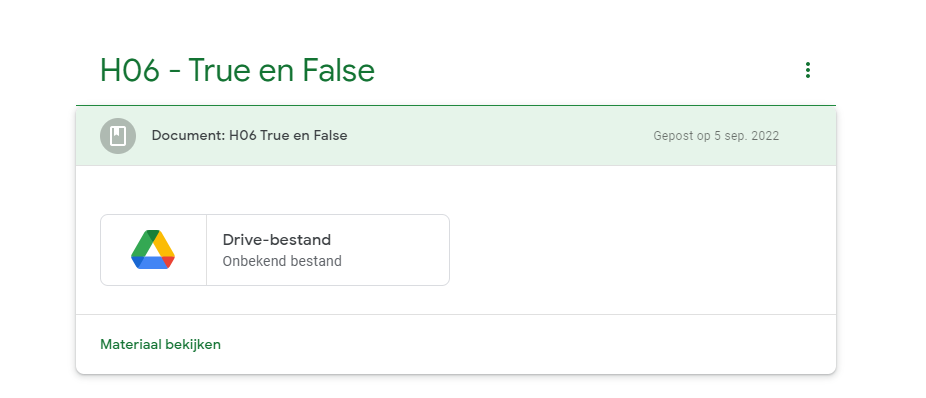 H06 - True en False
Document: H06 True en False
Gepost op 5 sep. 2022
Drive-bestand
Onbekend bestand
Materiaal bekijken